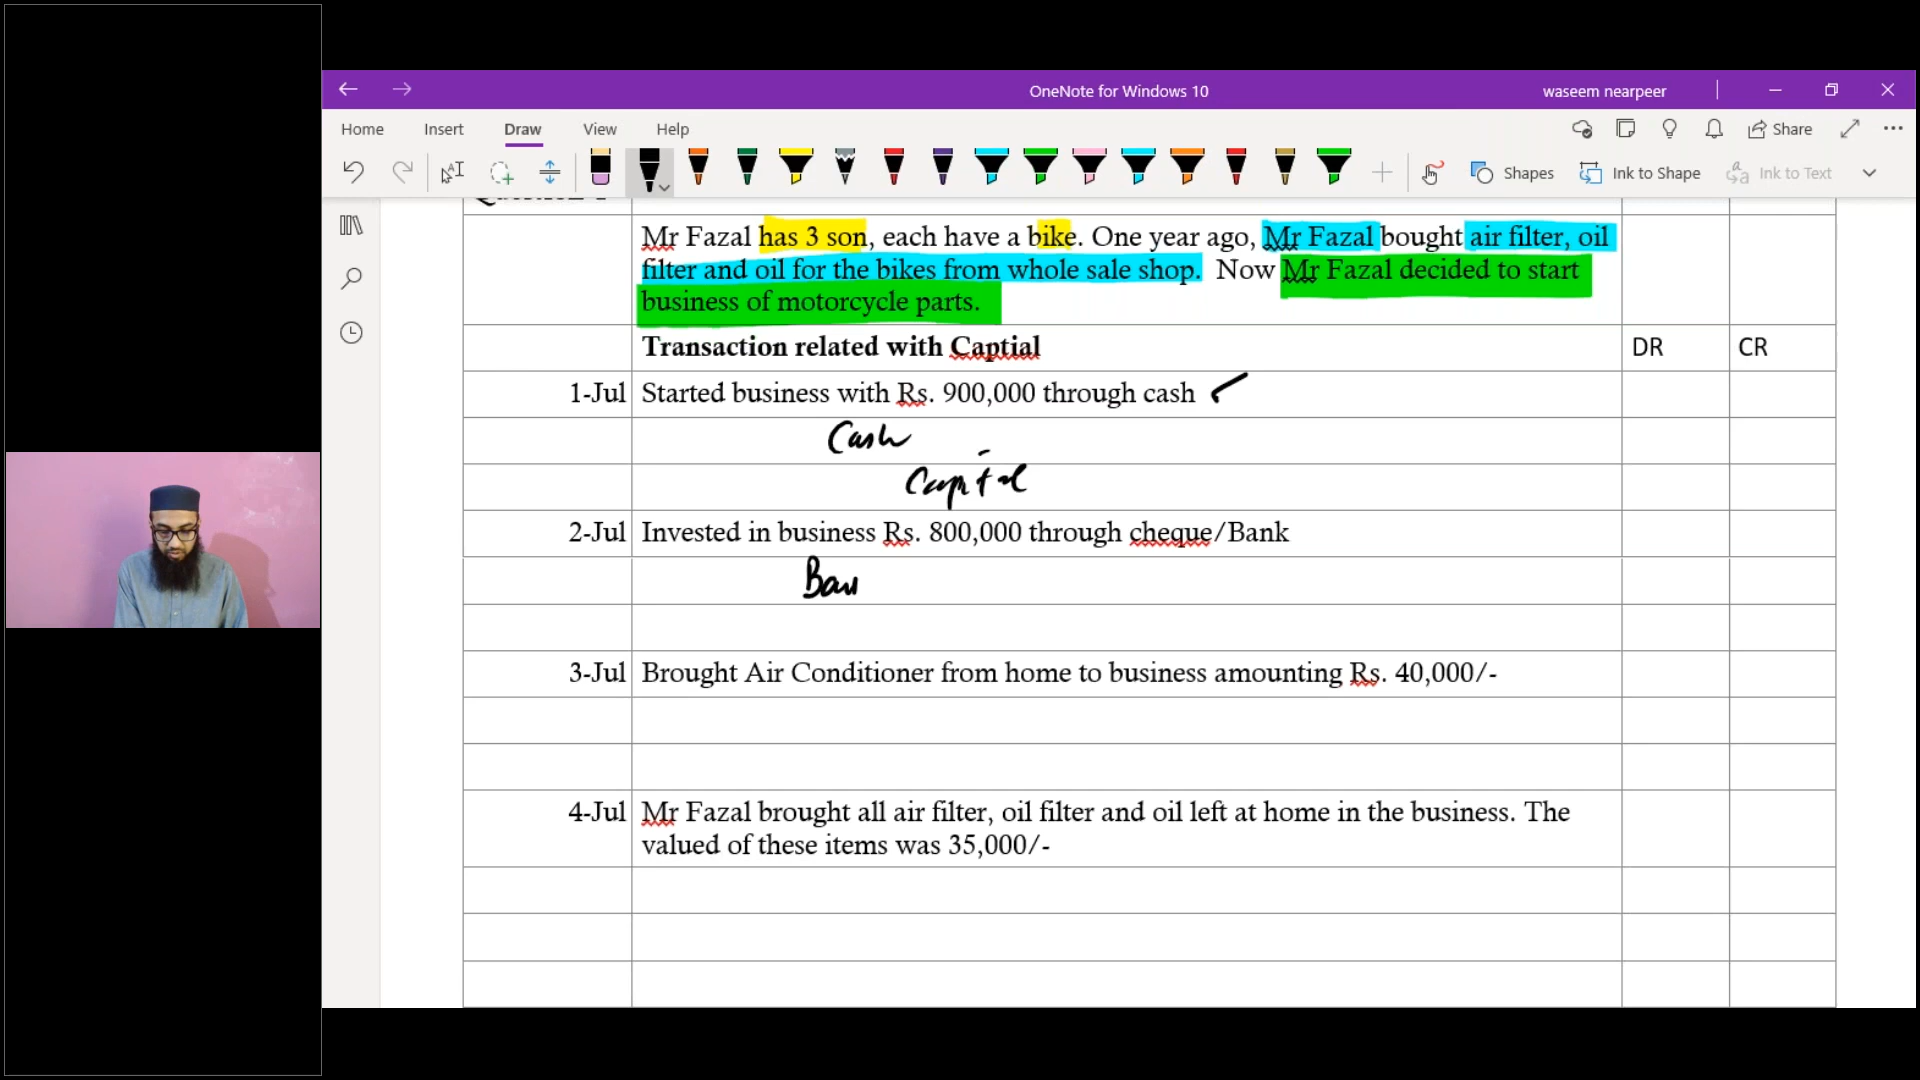 OneNote for Windows 10
waseem nearpeer
Home Insert Draw View Help
Share
Shapes Ink to Shape Ink to Text
Mr Fazal has 3 son, each have a bike. One year ago, Mr Fazal bought air filter, oil
filter and oil for the bikes from whole sale shop. Now Mr Fazal decided to start
business of motorcycle parts.
Transaction related with Captial DR CR
1-Jul Started business with Rs. 900,000 through cash
Cash
Capital
2-Jul Invested in business Rs. 800,000 through cheque/Bank
Ban
3-Jul Brought Air Conditioner from home to business amounting Rs. 40,000/-
4-Jul Mr Fazal brought all air filter, oil filter and oil left at home in the business. The
valued of these items was 35,000/-